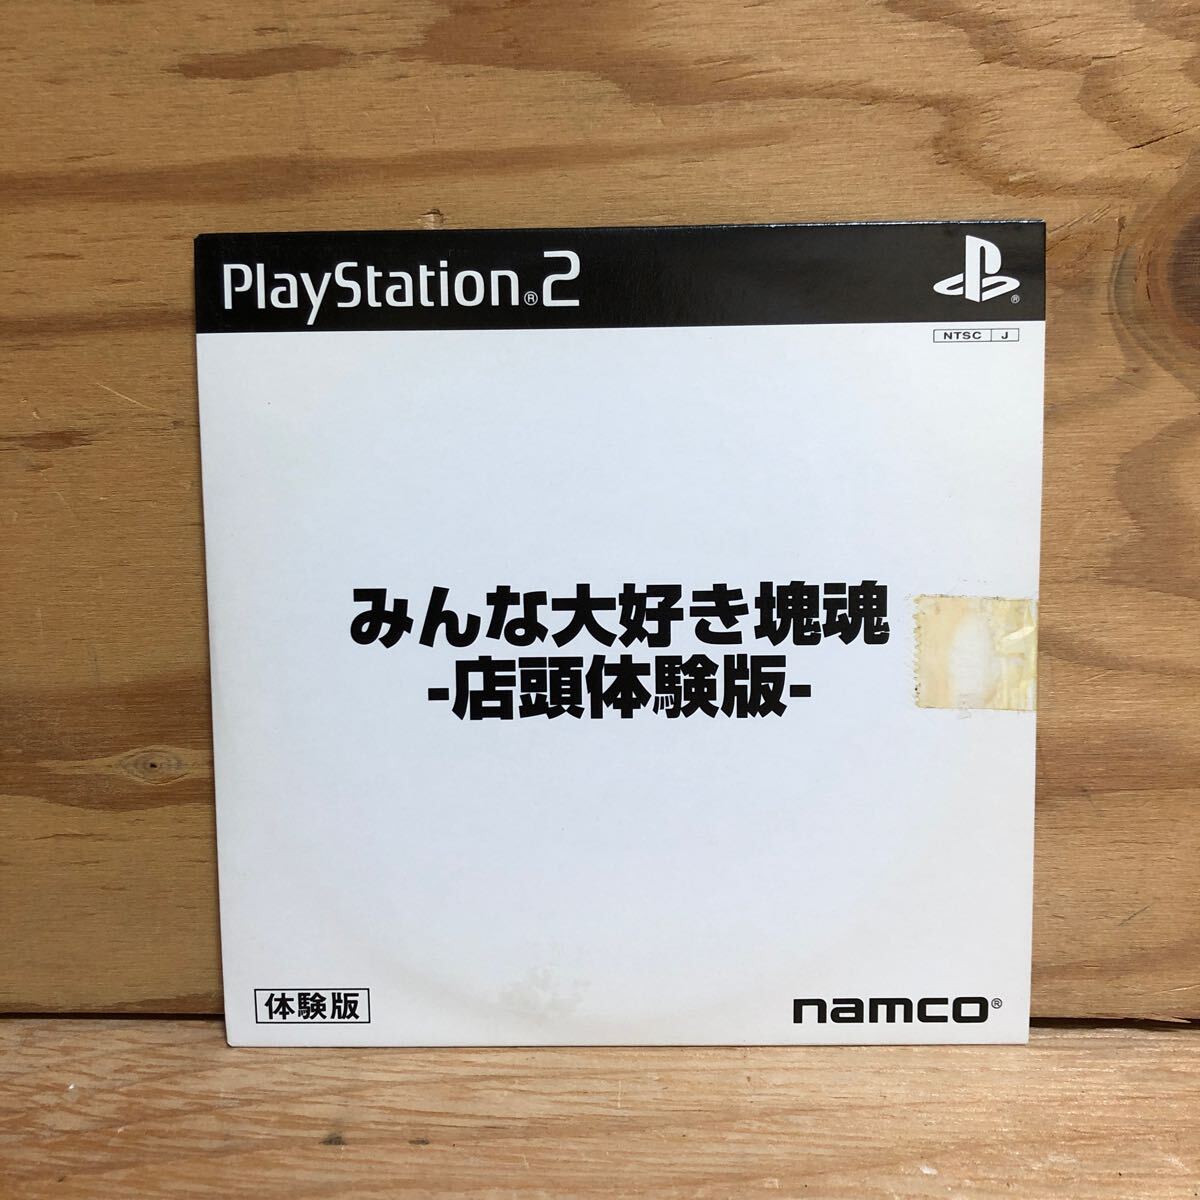 PlayStation®2
®
NTSC J
みんな大好き塊魂
-店頭体験版-
体験版
namco®